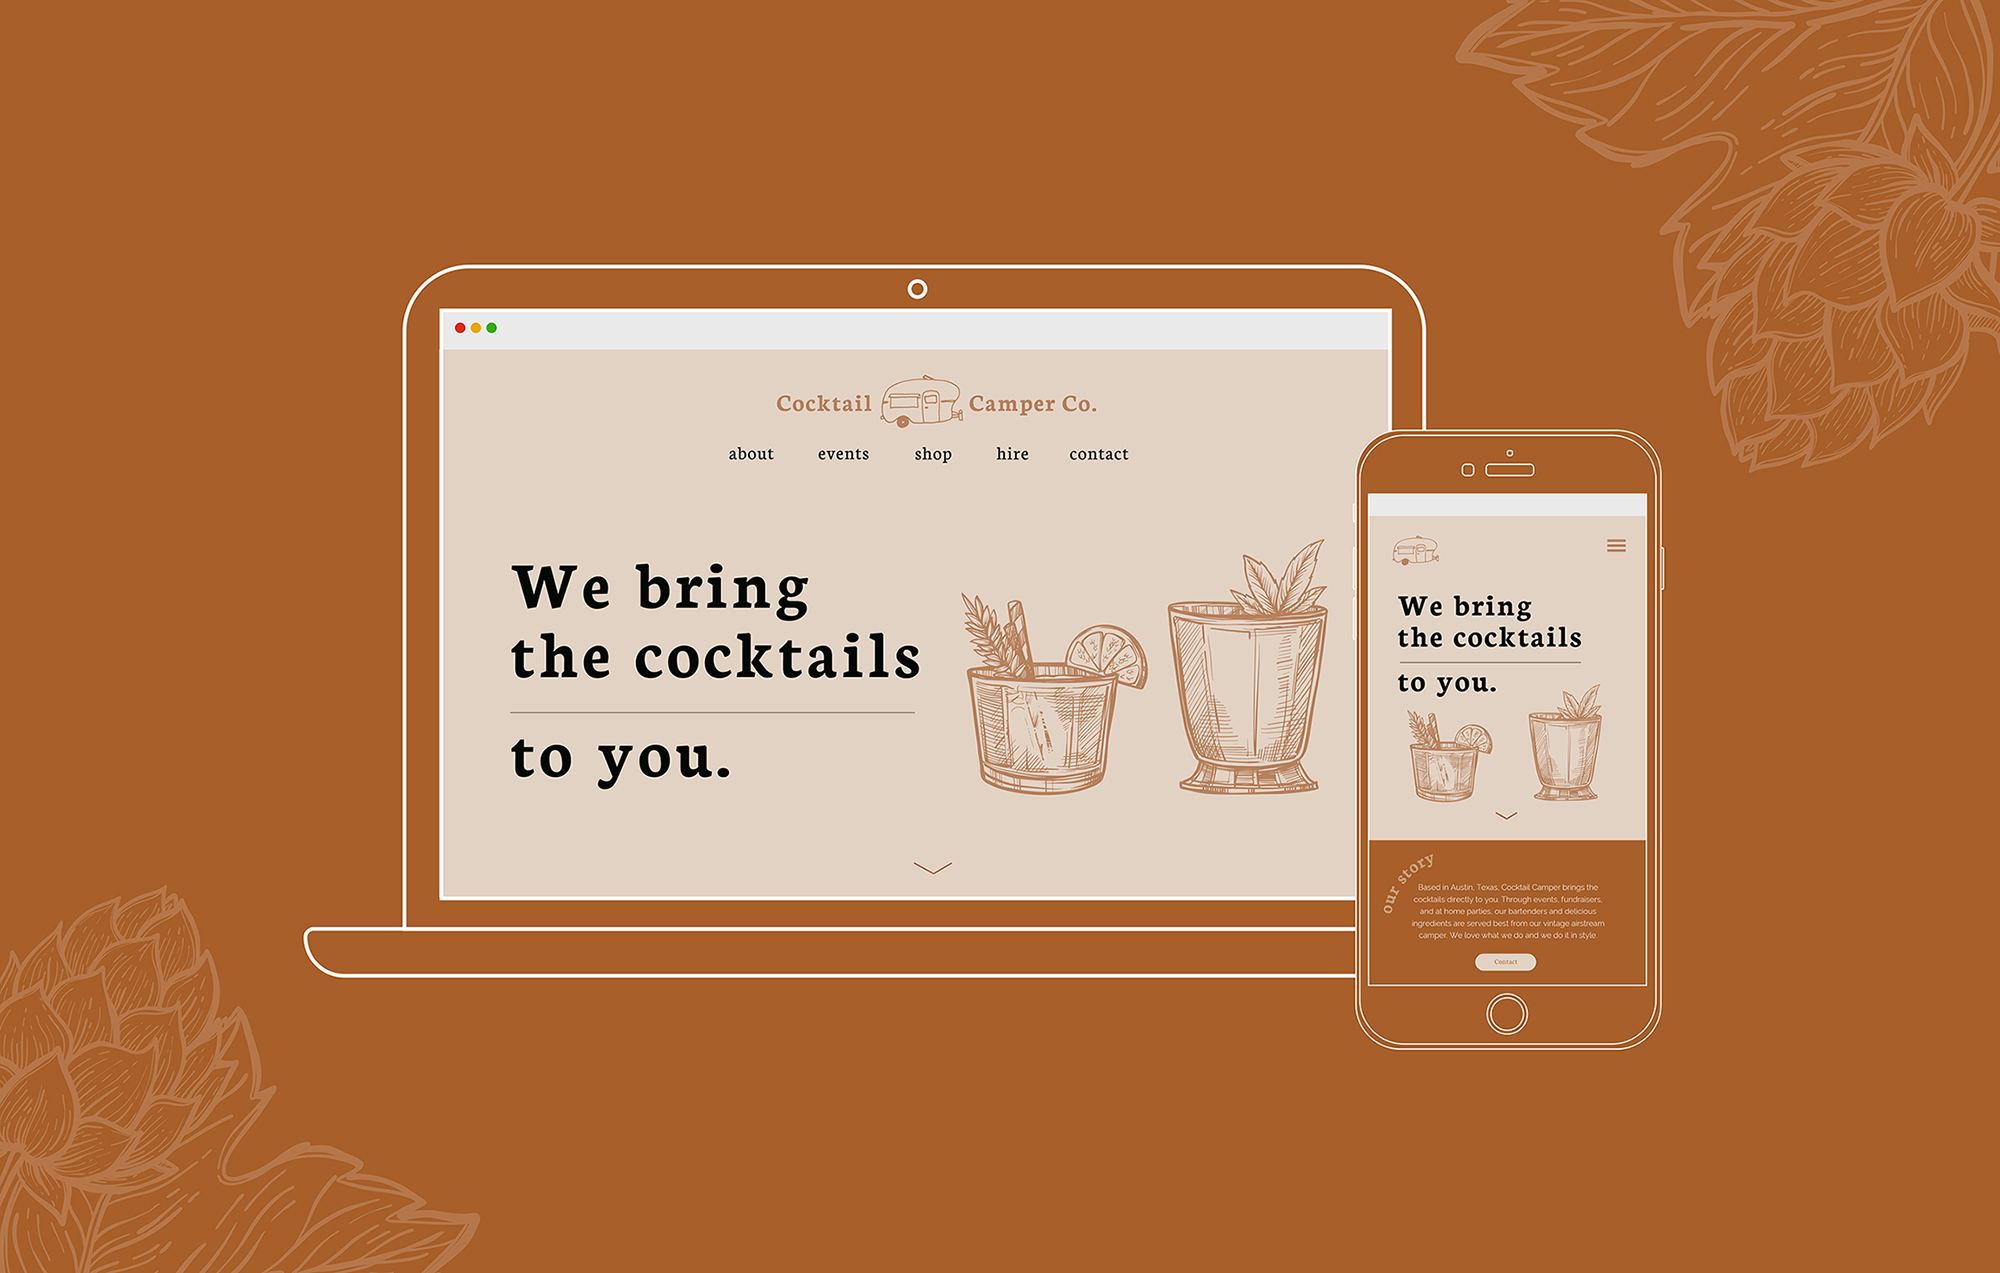 Cocktail Camper Co.
about events shop hire contact
We bring
the cocktails
to you.
We bring
the cocktails
to you.
our story
Based in Austin, Texas, Cocktail Camper brings the
cocktails directly to you. Through events, fundraisers,
and at home parties, our bartenders and delicious
ingredients are served best from our vintage airstream
camper. We love what we do and we do it in style.
Contact